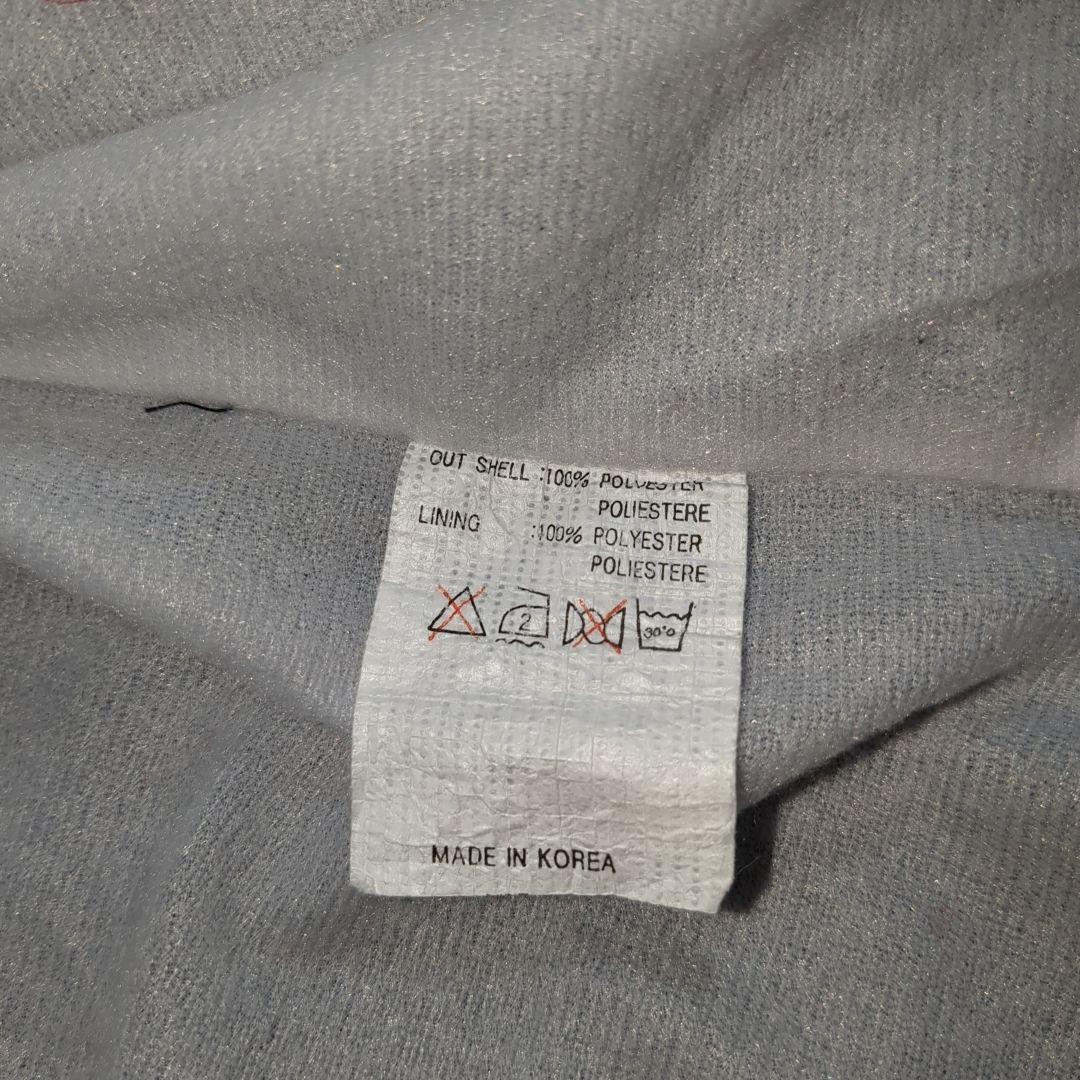 OUT SHELL :100% POLYESTER
POLIESTERE
LINING :100% POLYESTER
POLIESTERE
2 30°C
MADE IN KOREA